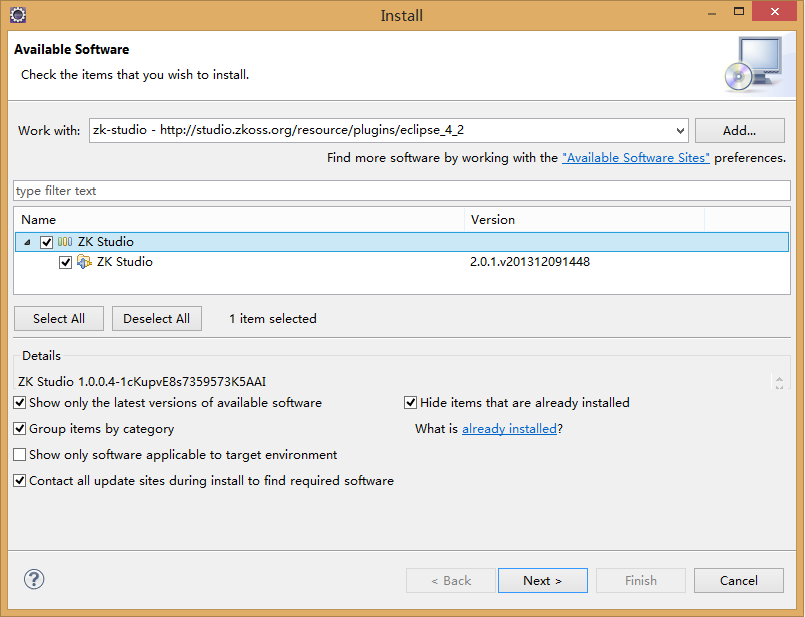 Install
Available Software
Check the items that you wish to install.
Work with: zk-studio - http://studio.zkoss.org/resource/plugins/eclipse_4_2 Add...
Find more software by working with the "Available Software Sites" preferences.
type filter text
Name Version
ZK Studio
ZK Studio 2.0.1.v201312091448
Select All Deselect All 1 item selected
Details
ZK Studio 1.0.0.4-1cKupvE8s7359573K5AAI
Show only the latest versions of available software Hide items that are already installed
Group items by category What is already installed?
Show only software applicable to target environment
Contact all update sites during install to find required software
? < Back Next > Finish Cancel